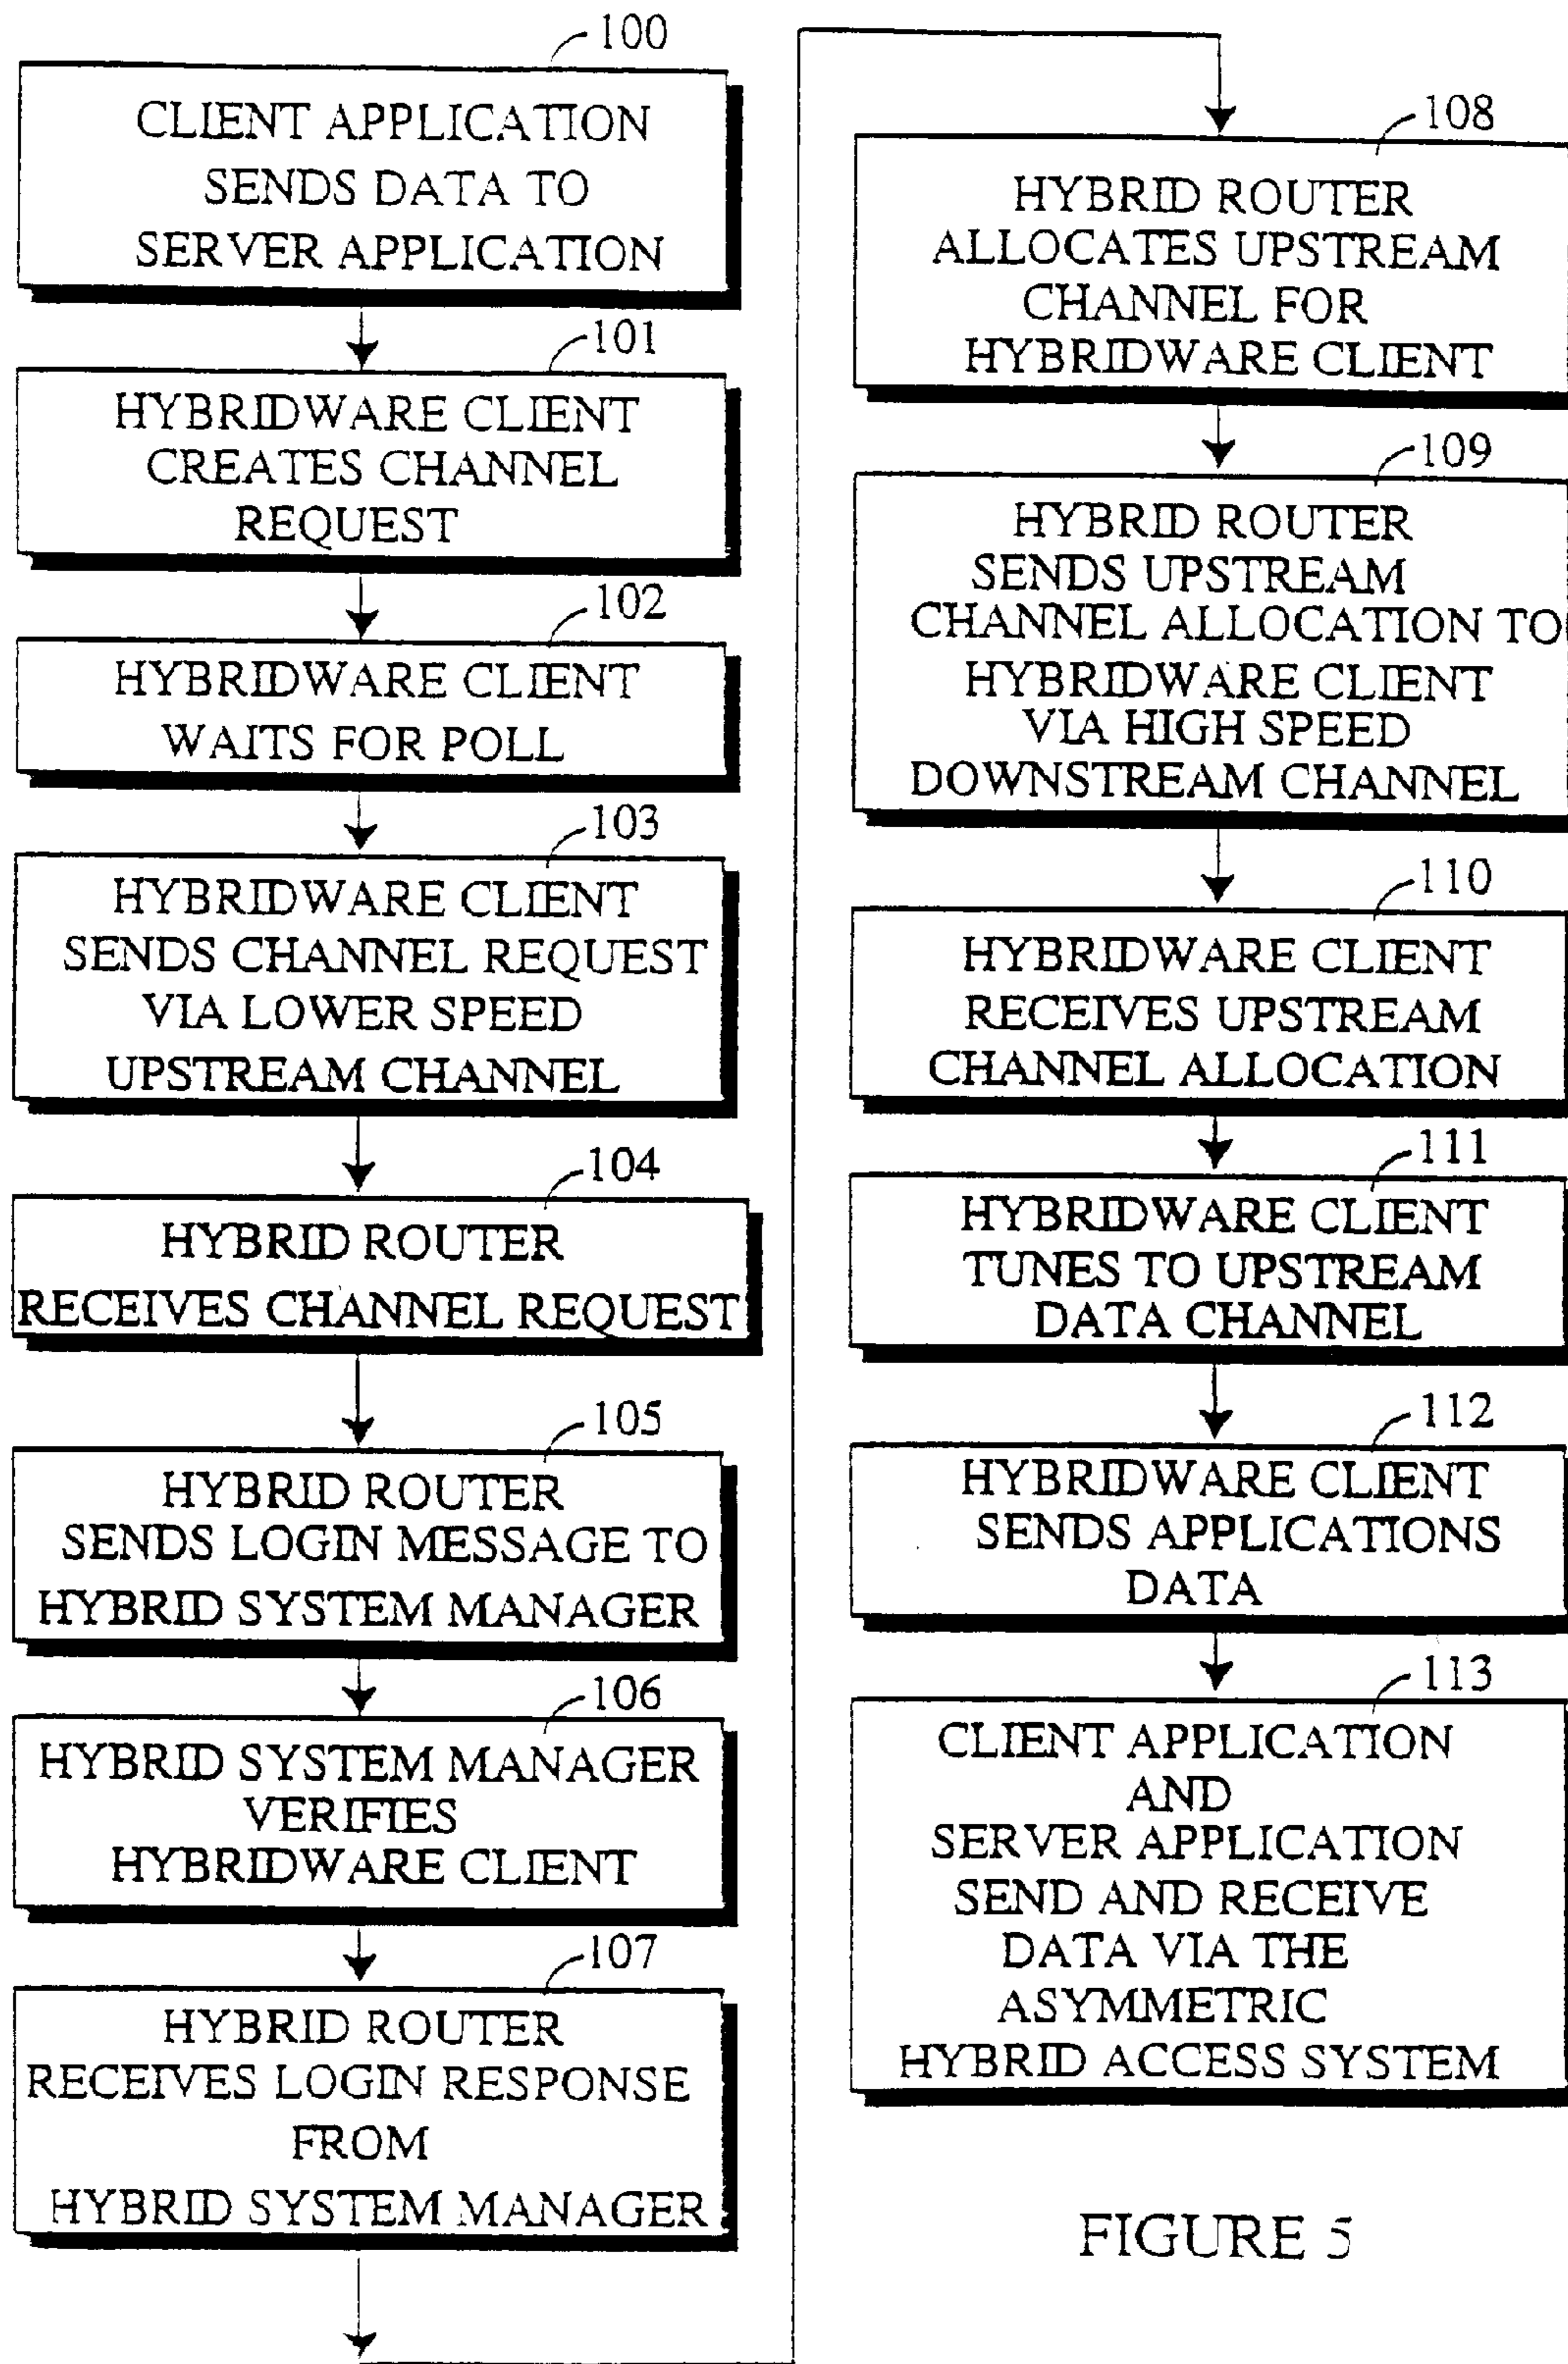 100
CLIENT APPLICATION
SENDS DATA TO
SERVER APPLICATION
101
HYBRIDWARE CLIENT
CREATES CHANNEL
REQUEST
102
HYBRIDWARE CLIENT
WAITS FOR POLL
103
HYBRIDWARE CLIENT
SENDS CHANNEL REQUEST
VIA LOWER SPEED
UPSTREAM CHANNEL
104
HYBRID ROUTER
RECEIVES CHANNEL REQUEST
105
HYBRID ROUTER
SENDS LOGIN MESSAGE TO
HYBRID SYSTEM MANAGER
106
HYBRID SYSTEM MANAGER
VERIFIES
HYBRIDWARE CLIENT
107
HYBRID ROUTER
RECEIVES LOGIN RESPONSE
FROM
HYBRID SYSTEM MANAGER
108
HYBRID ROUTER
ALLOCATES UPSTREAM
CHANNEL FOR
HYBRIDWARE CLIENT
109
HYBRID ROUTER
SENDS UPSTREAM
CHANNEL ALLOCATION TO
HYBRIDWARE CLIENT
VIA HIGH SPEED
DOWNSTREAM CHANNEL
110
HYBRIDWARE CLIENT
RECEIVES UPSTREAM
CHANNEL ALLOCATION
111
HYBRIDWARE CLIENT
TUNES TO UPSTREAM
DATA CHANNEL
112
HYBRIDWARE CLIENT
SENDS APPLICATIONS
DATA
113
CLIENT APPLICATION
AND
SERVER APPLICATION
SEND AND RECEIVE
DATA VIA THE
ASYMMETRIC
HYBRID ACCESS SYSTEM
FIGURE 5